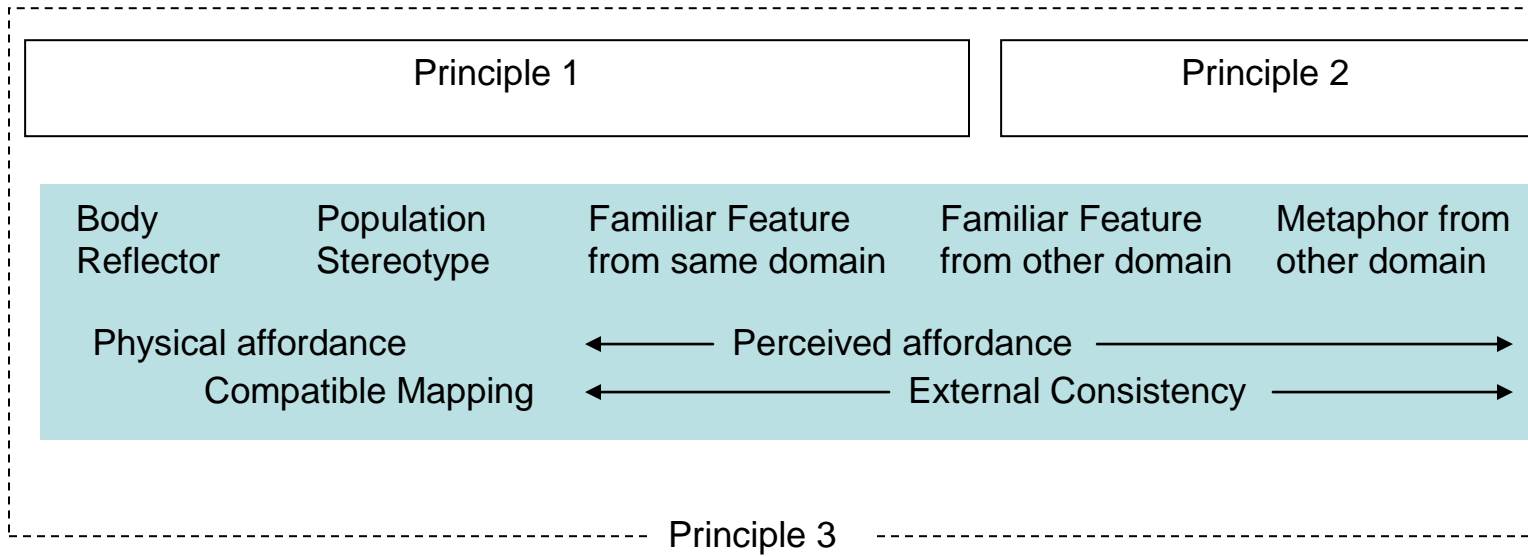 Principle 1
Principle 2
Body Reflector
Population Stereotype
Familiar Feature from same domain
Familiar Feature from other domain
Metaphor from other domain
Physical affordance
Perceived affordance
Compatible Mapping
External Consistency
Principle 3